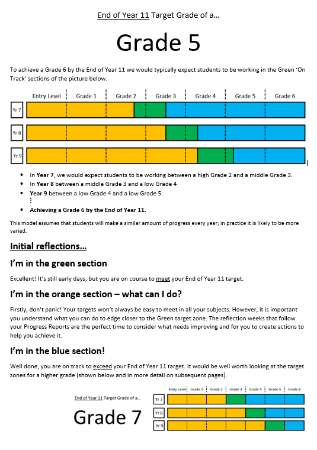 End of Year 11 Target Grade of a…
Grade 5
To achieve a Grade 6 by the End of Year 11 we would typically expect students to be working in the Green 'On
Track' sections of the picture below.
Entry Level Grade 1 Grade 2 Grade 3 Grade 4 Grade 5 Grade 6
Yr 7
Yr 8
Yr 9
• In Year 7, we would expect students to be working between a high Grade 2 and a middle Grade 3.
• In Year 8 between a middle Grade 3 and a low Grade 4
• Year 9 between a low Grade 4 and a low Grade 5.
⋮
• Achieving a Grade 6 by the End of Year 11.
This model assumes that students will make a similar amount of progress every year, in practice it is likely to be more
varied.
Initial reflections…
I'm in the green section
Excellent! It's still early days, but you are on course to meet your End of Year 11 target.
I'm in the orange section – what can I do?
Firstly, don't panic! Your targets won't always be easy to meet in all your subjects. However, it is important
you understand what you can do to edge closer to the Green target zone. The reflection weeks that follow
your Progress Reports are the perfect time to consider what needs improving and for you to create actions to
help you achieve it.
I'm in the blue section!
Well done, you are on track to exceed your End of Year 11 target. It would be well worth looking at the target
zones for a higher grade (shown below and in more detail on subsequent pages).
End of Year 11 Target Grade of a…
Grade 7
Entry Level Grade 1 Grade 2 Grade 3 Grade 4 Grade 5 Grade 6
Yr 7
Yr 8
Yr 9